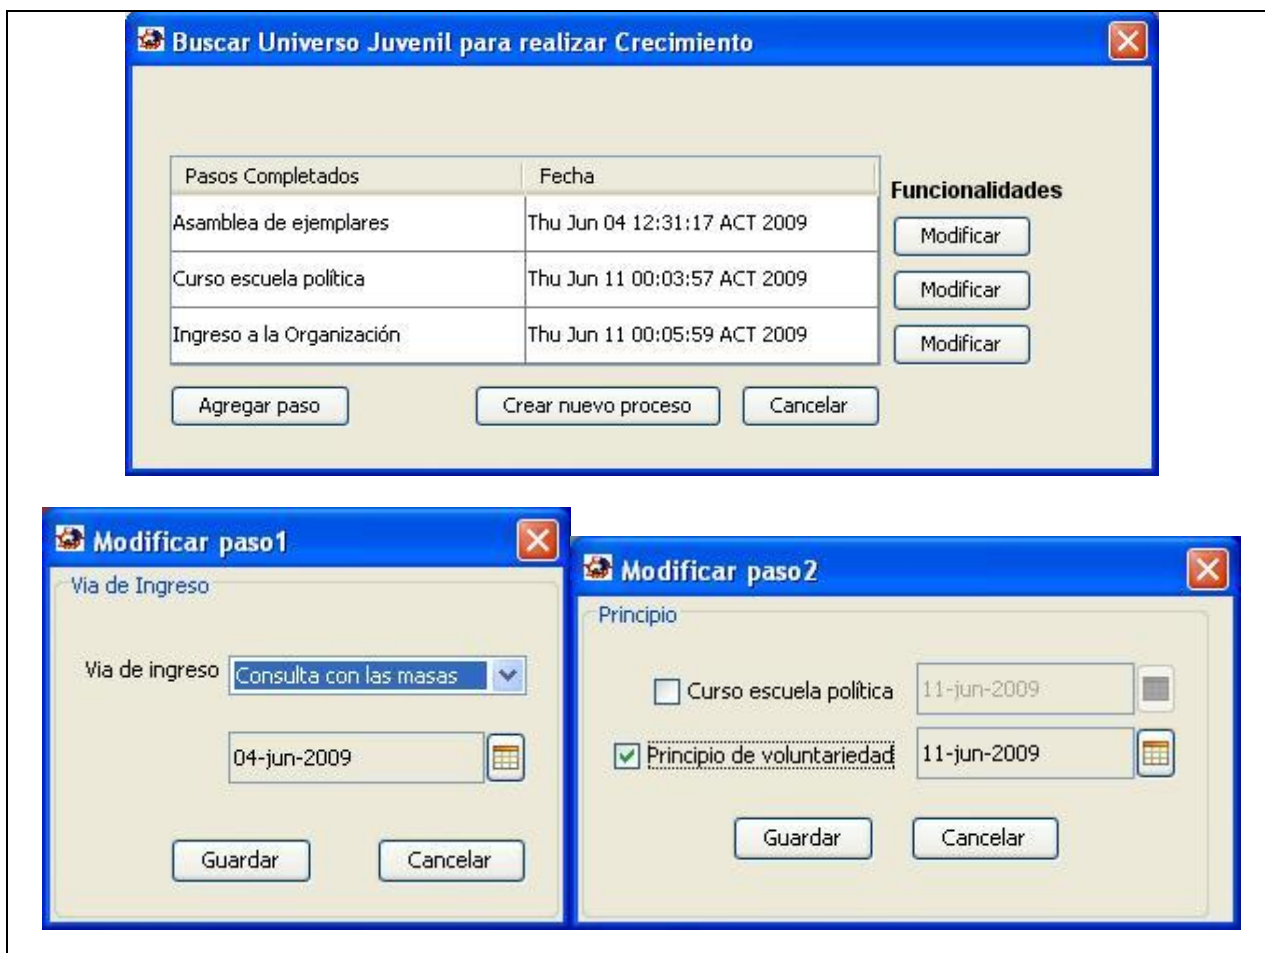 Buscar Universo Juvenil para realizar Crecimiento
Pasos Completados Fecha
Funcionalidades
Asamblea de ejemplares Thu Jun 04 12:31:17 ACT 2009 Modificar
Curso escuela política Thu Jun 11 00:03:57 ACT 2009 Modificar
Ingreso a la Organización Thu Jun 11 00:05:59 ACT 2009 Modificar
Agregar paso Crear nuevo proceso Cancelar
Modificar paso1
Via de Ingreso
Via de ingreso Consulta con las masas
04-jun-2009
Guardar Cancelar
Modificar paso2
Principio
Curso escuela política 11-jun-2009
Principio de voluntariedad 11-jun-2009
Guardar Cancelar